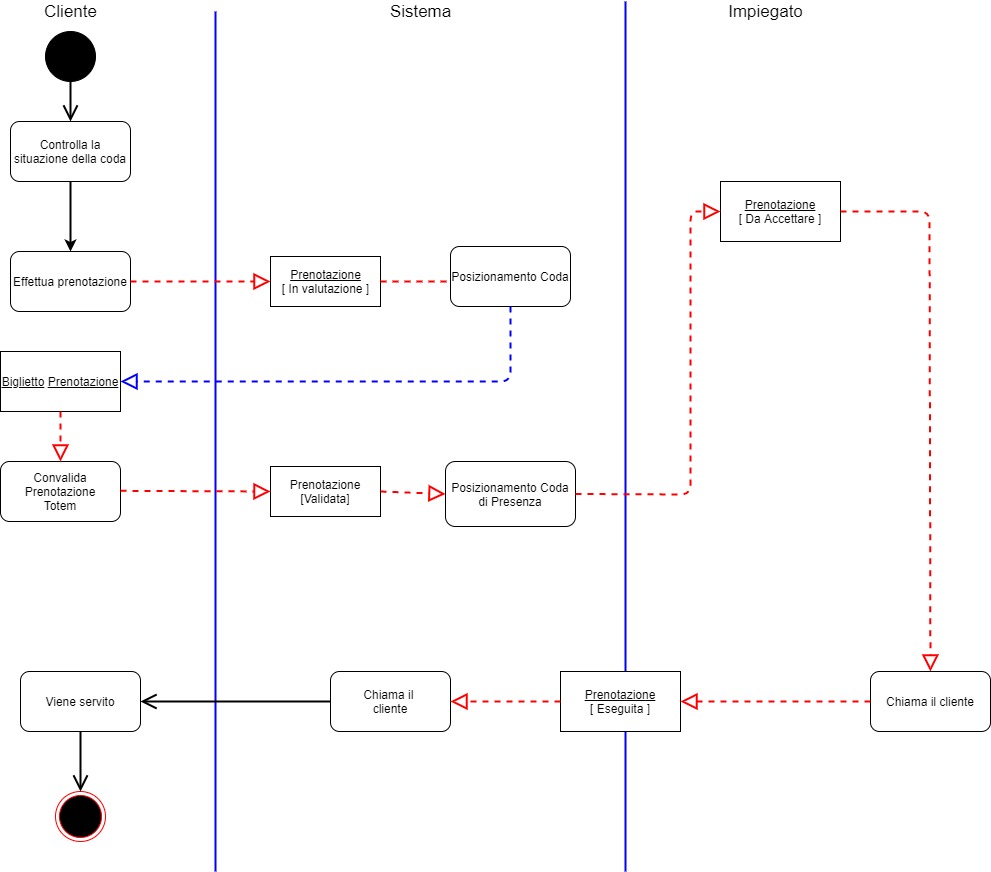 Cliente
Sistema
Impiegato
Controlla la
situazione della coda
Effettua prenotazione
Prenotazione
[ In valutazione ]
Posizionamento Coda
Prenotazione
[ Da Accettare ]
Biglietto Prenotazione
Convalida
Prenotazione
Totem
Prenotazione
[Validata]
Posizionamento Coda
di Presenza
Viene servito
Chiama il
cliente
Prenotazione
[ Eseguita ]
Chiama il cliente